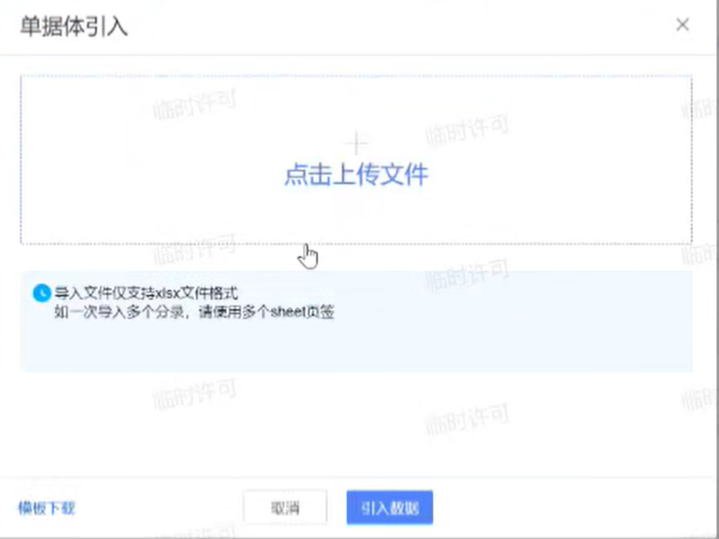 单据体引入
临时许可
临时许可
临时
点击上传文件
临时许可
临时许可
临时
导入文件仅支持xlsx文件格式
如一次导入多个分录，请使用多个sheet页签
临时许可
临时许可
临时
模板下载
取消
引入数据